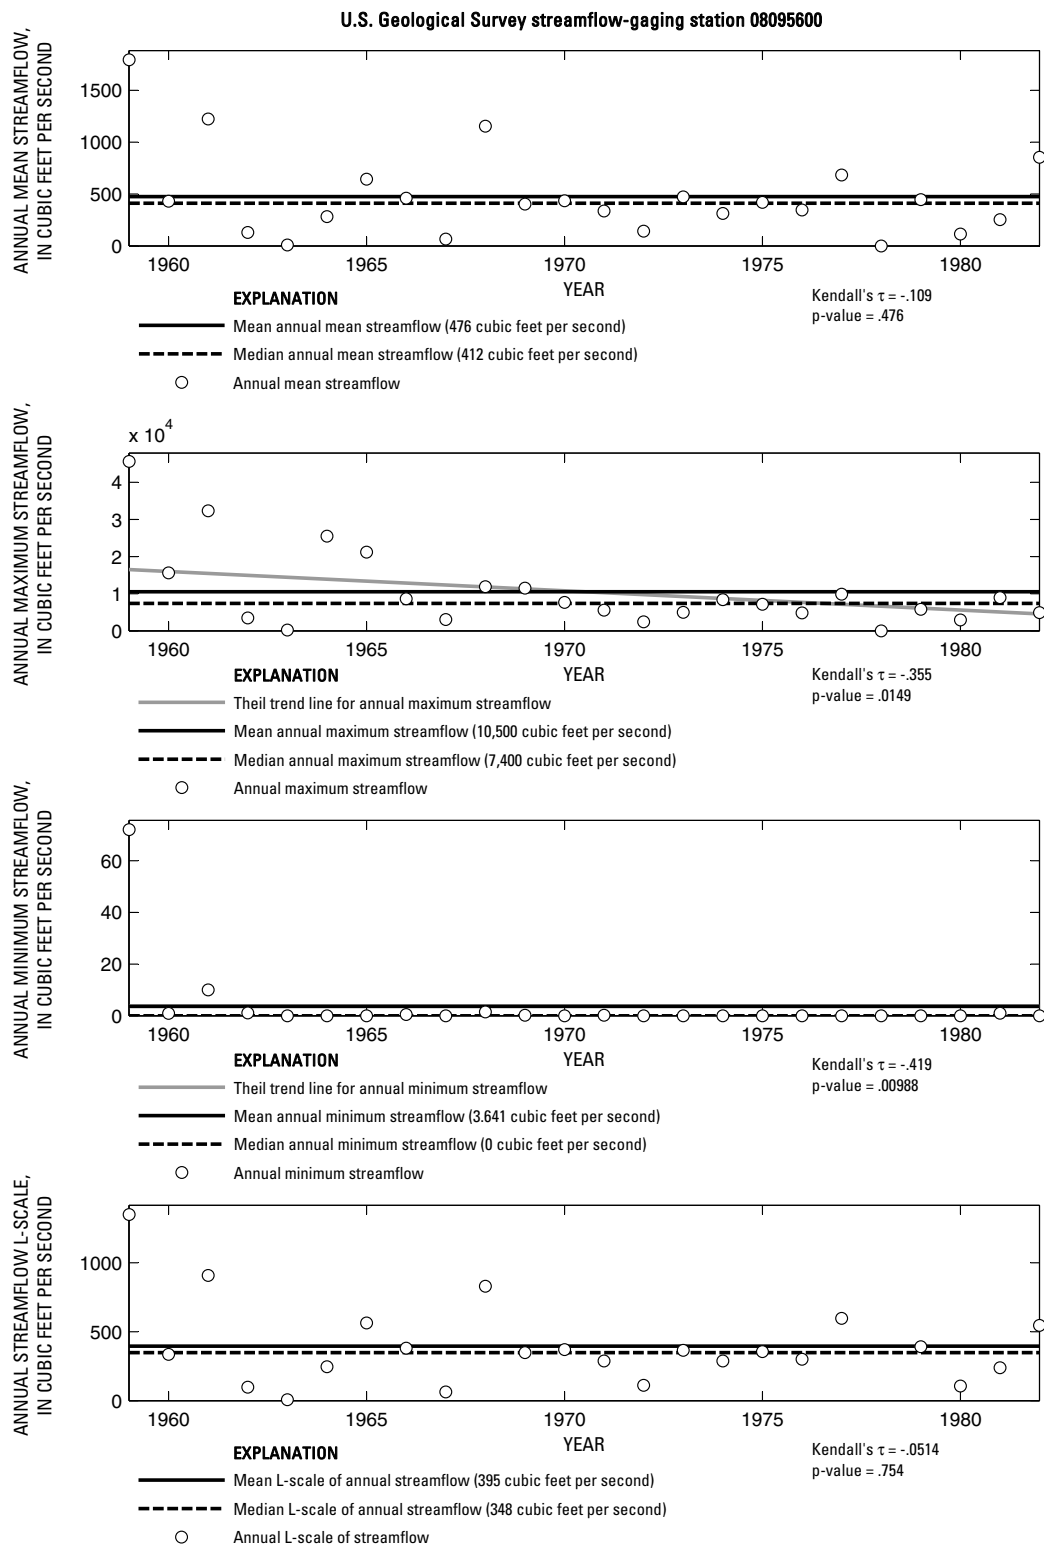 U.S. Geological Survey streamflow-gaging station 08095600
ANNUAL MEAN STREAMFLOW,
IN CUBIC FEET PER SECOND
1500
1000
500
0
1960 1965 1970 1975 1980
YEAR
EXPLANATION
Mean annual mean streamflow (476 cubic feet per second)
Median annual mean streamflow (412 cubic feet per second)
Annual mean streamflow
Kendall's τ = -.109
p-value = .476
ANNUAL MAXIMUM STREAMFLOW,
IN CUBIC FEET PER SECOND
x 10^4
4
3
2
1
0
1960 1965 1970 1975 1980
YEAR
EXPLANATION
Theil trend line for annual maximum streamflow
Mean annual maximum streamflow (10,500 cubic feet per second)
Median annual maximum streamflow (7,400 cubic feet per second)
Annual maximum streamflow
Kendall's τ = -.355
p-value = .0149
ANNUAL MINIMUM STREAMFLOW,
IN CUBIC FEET PER SECOND
60
40
20
0
1960 1965 1970 1975 1980
YEAR
EXPLANATION
Theil trend line for annual minimum streamflow
Mean annual minimum streamflow (3.641 cubic feet per second)
Median annual minimum streamflow (0 cubic feet per second)
Annual minimum streamflow
Kendall's τ = -.419
p-value = .00988
ANNUAL STREAMFLOW L-SCALE,
IN CUBIC FEET PER SECOND
1000
500
0
1960 1965 1970 1975 1980
YEAR
EXPLANATION
Mean L-scale of annual streamflow (395 cubic feet per second)
Median L-scale of annual streamflow (348 cubic feet per second)
Annual L-scale of streamflow
Kendall's τ = -.0514
p-value = .754